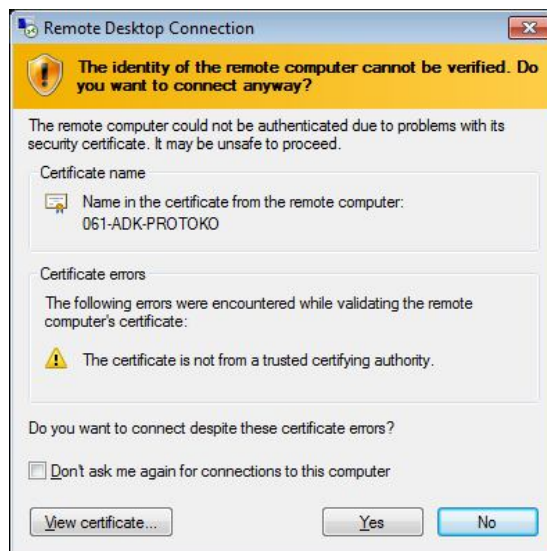 Remote Desktop Connection
The identity of the remote computer cannot be verified. Do
you want to connect anyway?
The remote computer could not be authenticated due to problems with its
security certificate. It may be unsafe to proceed.
Certificate name
Name in the certificate from the remote computer:
061-ADK-PROTOKO
Certificate errors
The following errors were encountered while validating the remote
computer's certificate:
The certificate is not from a trusted certifying authority.
Do you want to connect despite these certificate errors?
Don't ask me again for connections to this computer
View certificate...
Yes
No